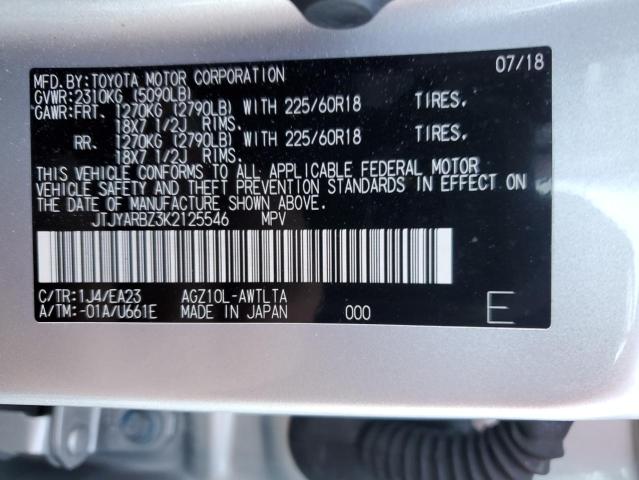 07/18
MFD.BY:TOYOTA MOTOR CORPORATION
GVWR:2310KG (5090LB)
GAWR:FRT. 1270KG (2790LB) WITH 225/60R18 TIRES.
18X7 1/2J RIMS.
RR. 1270KG (2790LB) WITH 225/60R18 TIRES.
18X7 1/2J RIMS.
THIS VEHICLE CONFORMS TO ALL APPLICABLE FEDERAL MOTOR
VEHICLE SAFETY AND THEFT PREVENTION STANDARDS IN EFFECT ON
THE DATE OF MANUFACTURE SHOWN ABOVE.
JTJYARBZ3K2125546 MPV
C/TR:1J4/EA23 AGZ10L-AWTLTA
A/TM:-01A/U661E MADE IN JAPAN 000 E